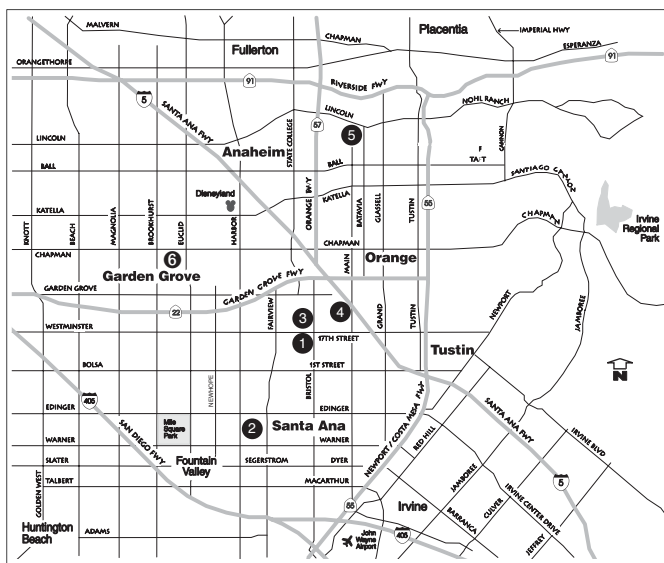 MALVERN
Placentia
CHAPMAN
IMPERIAL HWY
Fullerton
ESPERANZA
ORANGETHORPE
91
91
RIVERSIDE FWY
5
SANTA ANA FWY
LINCOLN
NOHL RANCH
57
STATE COLLEGE
5
CANNON
LINCOLN
Anaheim
F
TAFT
BALL
BALL
SANTIAGO CANYON
Disneyland
ORANGE FWY
KATELLA
BATAVIA
GLASSELL
TUSTIN
55
KATELLA
CHAPMAN
Irvine
Regional
Park
KNOTT
BEACH
MAGNOLIA
BROOKHURST
EUCLID
HARBOR
MAIN
CHAPMAN
CHAPMAN
6
Orange
Garden Grove
GARDEN GROVE FWY
GARDEN GROVE
22
FAIRVIEW
3
4
GRAND
TUSTIN
NEWPORT
JAMBOREE
WESTMINSTER
1
17TH STREET
Tustin
BOLSA
1ST STREET
N
405
NEWHOPE
BRISTOL
EDINGER
EDINGER
Mile
Square
Park
2
Santa Ana
NEWPORT / COSTA MESA FWY
RED HILL
SANTA ANA FWY
IRVINE BLVD
WARNER
WARNER
SAN DIEGO FWY
SLATER
Fountain
Valley
SEGERSTROM
DYER
JAMBOREE
5
TALBERT
MACARTHUR
GOLDEN WEST
55
Irvine
CULVER
IRVINE CENTER DRIVE
BARRANCA
JEFFREY
Huntington
Beach
ADAMS
John
Wayne
Airport
405